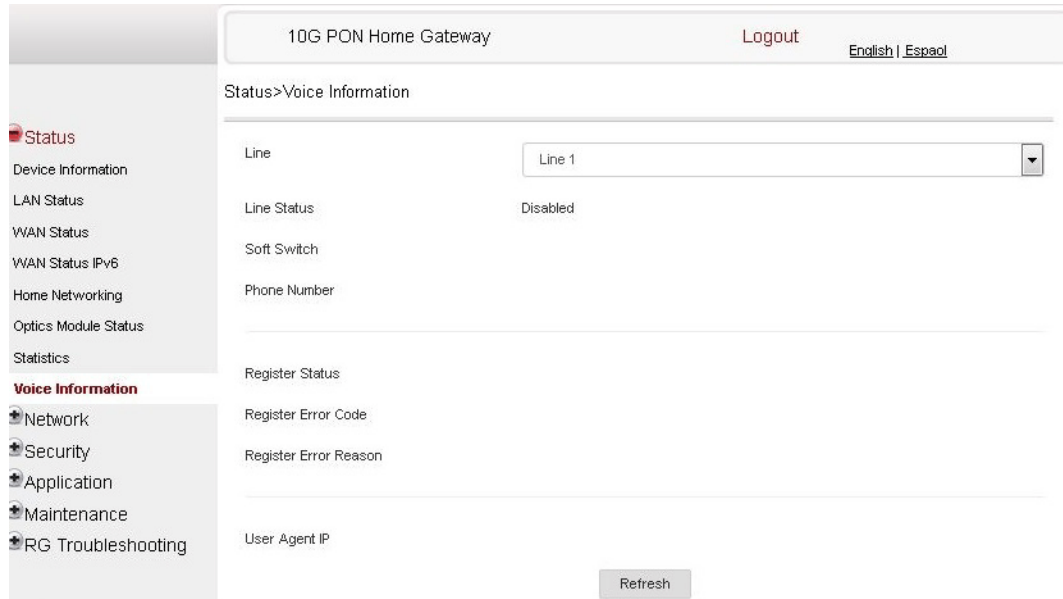 10G PON Home Gateway
Logout
English | Espaol
Status>Voice Information
Status
Device Information
LAN Status
WAN Status
WAN Status IPv6
Home Networking
Optics Module Status
Statistics
Voice Information
Network
Security
Application
Maintenance
RG Troubleshooting
Line
Line 1
Line Status
Disabled
Soft Switch
Phone Number
Register Status
Register Error Code
Register Error Reason
User Agent IP
Refresh